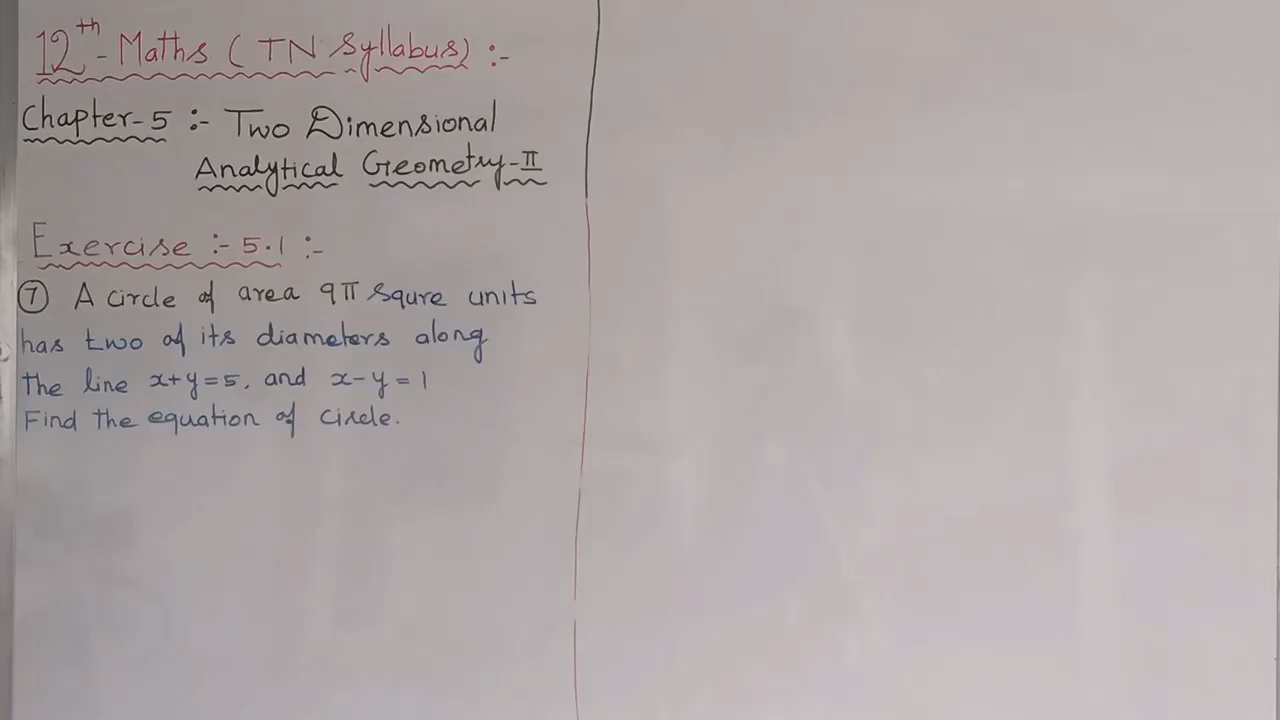 12th - Maths (TN Syllabus) :-
Chapter-5 :- Two Dimensional
Analytical Geometry-II
Exercise :- 5.1 :-
⑦ A circle of area 9π squre units
has two of its diameters along
the line x+y=5, and x-y=1
Find the equation of circle.